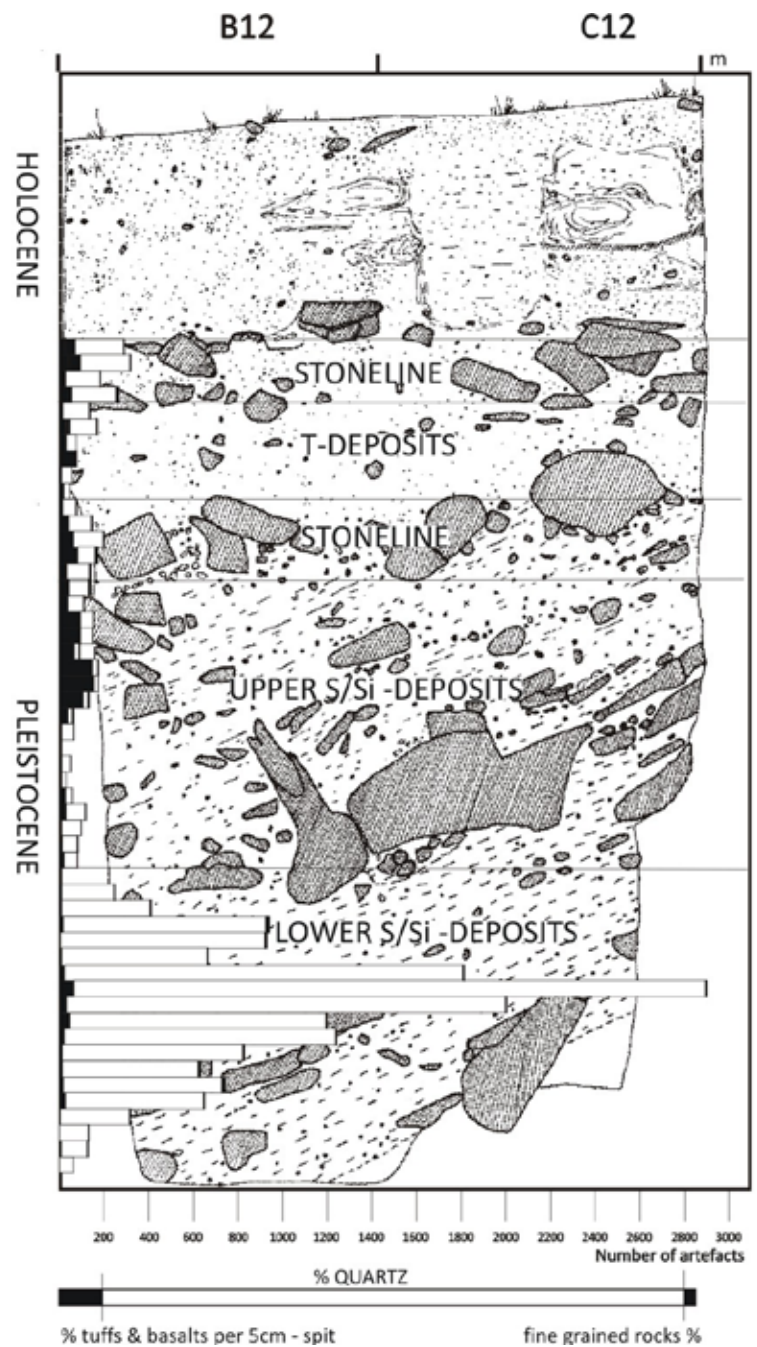 B12 C12
m
HOLOCENE
STONELINE
T-DEPOSITS
STONELINE
PLEISTOCENE
UPPER S/Si -DEPOSITS
LOWER S/Si -DEPOSITS
200 400 600 800 1000 1200 1400 1600 1800 2000 2200 2400 2600 2800 3000
Number of artefacts
% QUARTZ
% tuffs & basalts per 5cm - spit fine grained rocks %